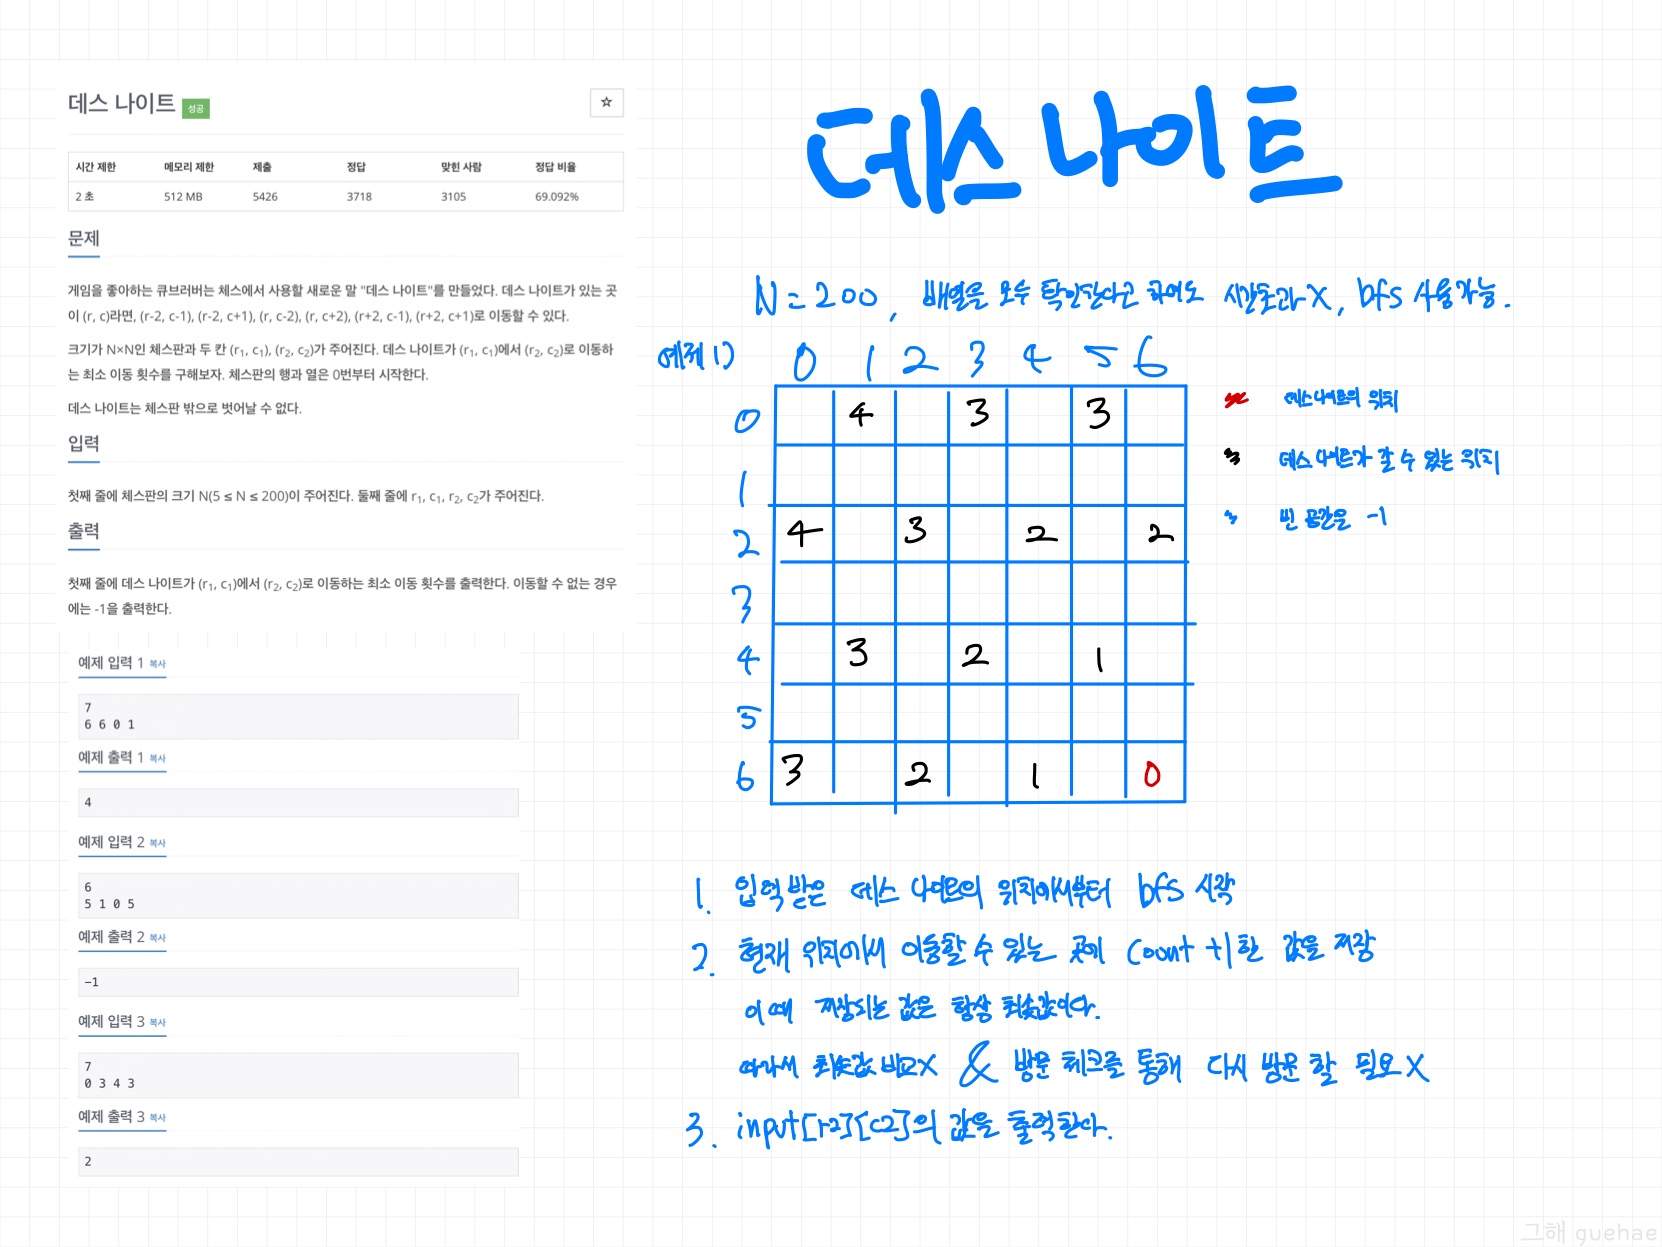 데스 나이트 성공
☆
시간 제한 메모리 제한 제출 정답 맞힌 사람 정답 비율
2 초 512 MB 5426 3718 3105 69.092%
문제
게임을 좋아하는 큐브러버는 체스에서 사용할 새로운 말 "데스 나이트"를 만들었다. 데스 나이트가 있는 곳
이 (r, c)라면, (r-2, c-1), (r-2, c+1), (r, c-2), (r, c+2), (r+2, c-1), (r+2, c+1)로 이동할 수 있다.
크기가 N×N인 체스판과 두 칸 (r₁, c₁), (r₂, c₂)가 주어진다. 데스 나이트가 (r₁, c₁)에서 (r₂, c₂)로 이동하
는 최소 이동 횟수를 구해보자. 체스판의 행과 열은 0번부터 시작한다.
데스 나이트는 체스판 밖으로 벗어날 수 없다.
입력
첫째 줄에 체스판의 크기 N(5 ≤ N ≤ 200)이 주어진다. 둘째 줄에 r₁, c₁, r₂, c₂가 주어진다.
출력
첫째 줄에 데스 나이트가 (r₁, c₁)에서 (r₂, c₂)로 이동하는 최소 이동 횟수를 출력한다. 이동할 수 없는 경우
에는 -1을 출력한다.
예제 입력 1 복사
7
6 6 0 1
예제 출력 1 복사
4
예제 입력 2 복사
6
5 1 0 5
예제 출력 2 복사
-1
예제 입력 3 복사
7
0 3 4 3
예제 출력 3 복사
2
데스 나이트
N=200, 배열을 모두 확인한다고 하여도 시간초과X, bfs 사용가능.
예제 1)
0 1 2 3 4 5 6
0 4 3 3
1
2 4 3 2 2
3
4 3 2 1
5
6 3 2 1 0
데스나이트의 위치
데스 나이트가 갈 수 있는 위치
빈 공간은 -1
1. 입력 받은 데스 나이트의 위치에서부터 bfs 시작
2. 현재 위치에서 이동할 수 있는 곳에 count +1 한 값을 저장
이 때 저장되는 값은 항상 최솟값이다.
따라서 최솟값 비교X & 방문 체크를 통해 다시 방문 할 필요X
3. input[r2][c2]의 값을 출력한다.
그해 guehae